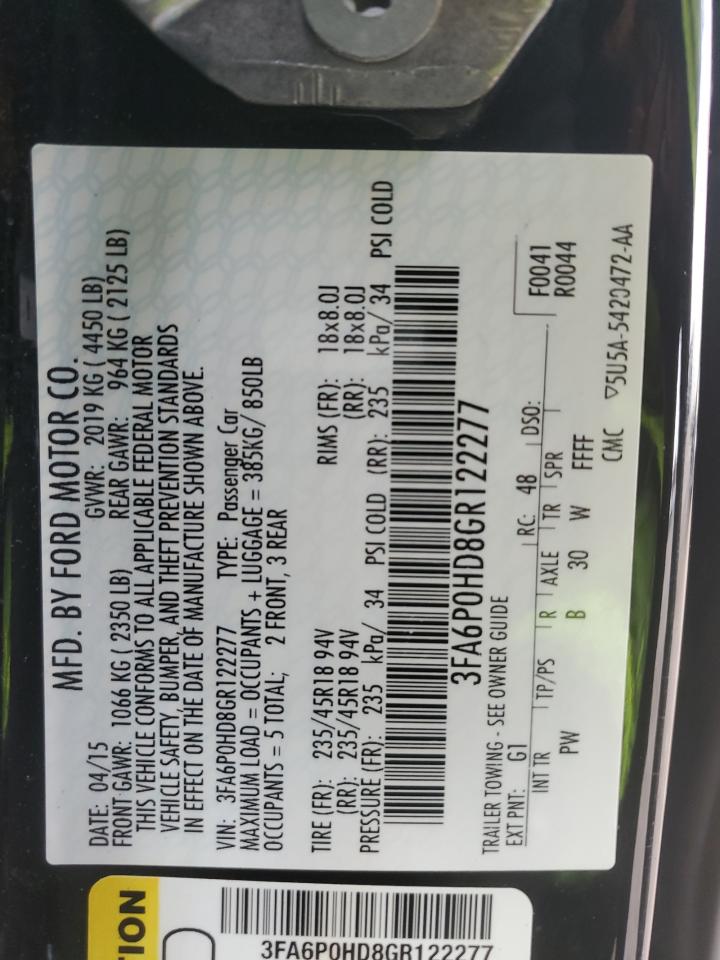 MFD. BY FORD MOTOR CO.
DATE: 04/15 GVWR: 2019 KG ( 4450 LB)
FRONT GAWR: 1066 KG ( 2350 LB) REAR GAWR: 964 KG ( 2125 LB)
THIS VEHICLE CONFORMS TO ALL APPLICABLE FEDERAL MOTOR
VEHICLE SAFETY, BUMPER, AND THEFT PREVENTION STANDARDS
IN EFFECT ON THE DATE OF MANUFACTURE SHOWN ABOVE.
VIN: 3FA6P0HD8GR122277 TYPE: Passenger Car
MAXIMUM LOAD = OCCUPANTS + LUGGAGE = 385KG/ 850LB
OCCUPANTS = 5 TOTAL; 2 FRONT, 3 REAR
TIRE (FR): 235/45R18 94V RIMS (FR): 18x8.0J
(RR): 235/45R18 94V (RR): 18x8.0J
PRESSURE (FR): 235 kPa/ 34 PSI COLD (RR): 235 kPa/ 34 PSI COLD
3FA6P0HD8GR122277
TRAILER TOWING - SEE OWNER GUIDE
F0041
R0044
EXT PNT: G1 RC: 48 DSO:
INT TR TP/PS R AXLE TR SPR
PW B 30 W FFFF
CMC ▽5U5A-5420472-AA
TION
3FA6P0HD8GR122277